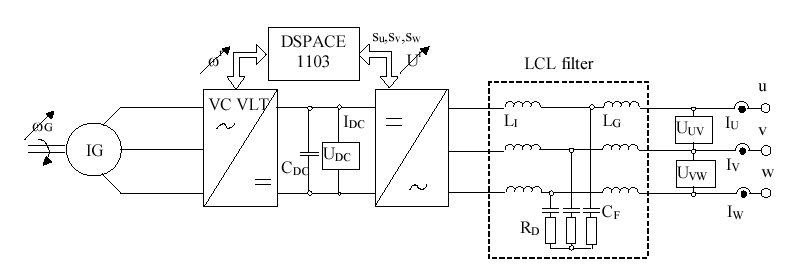 DSPACE
1103
sU,sV,sW
ω*
U*
LCL filter
VC VLT
ωG
IG
IDC
CDC
UDC
LI
LG
RD
CF
UUV
UVW
u
IU
v
IV
w
IW